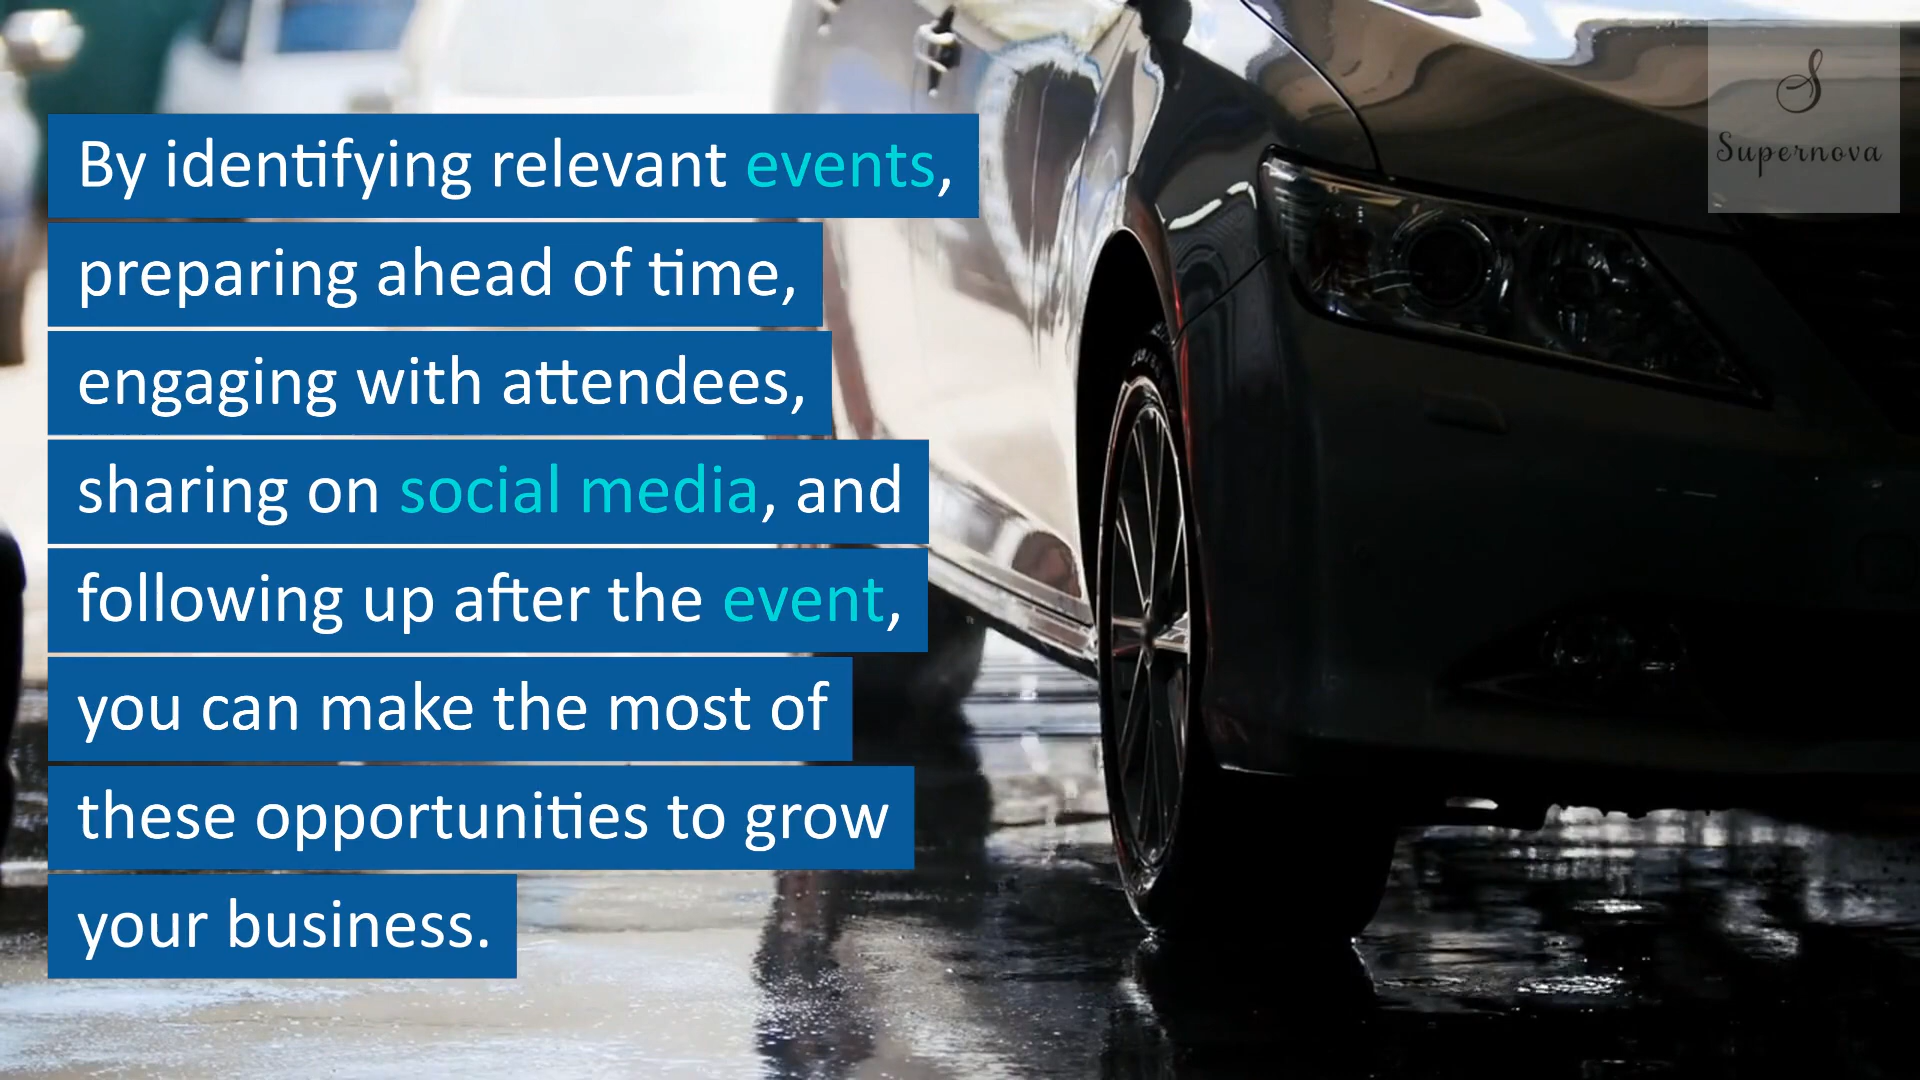 By identifying relevant events,
preparing ahead of time,
engaging with attendees,
sharing on social media, and
following up after the event,
you can make the most of
these opportunities to grow
your business.
S
Supernova